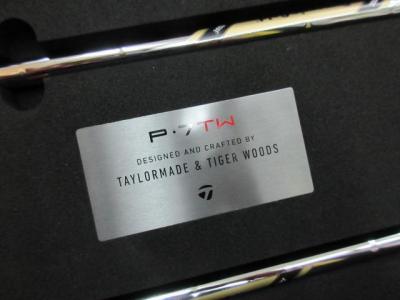 P·7TW
DESIGNED AND CRAFTED BY
TAYLORMADE & TIGER WOODS